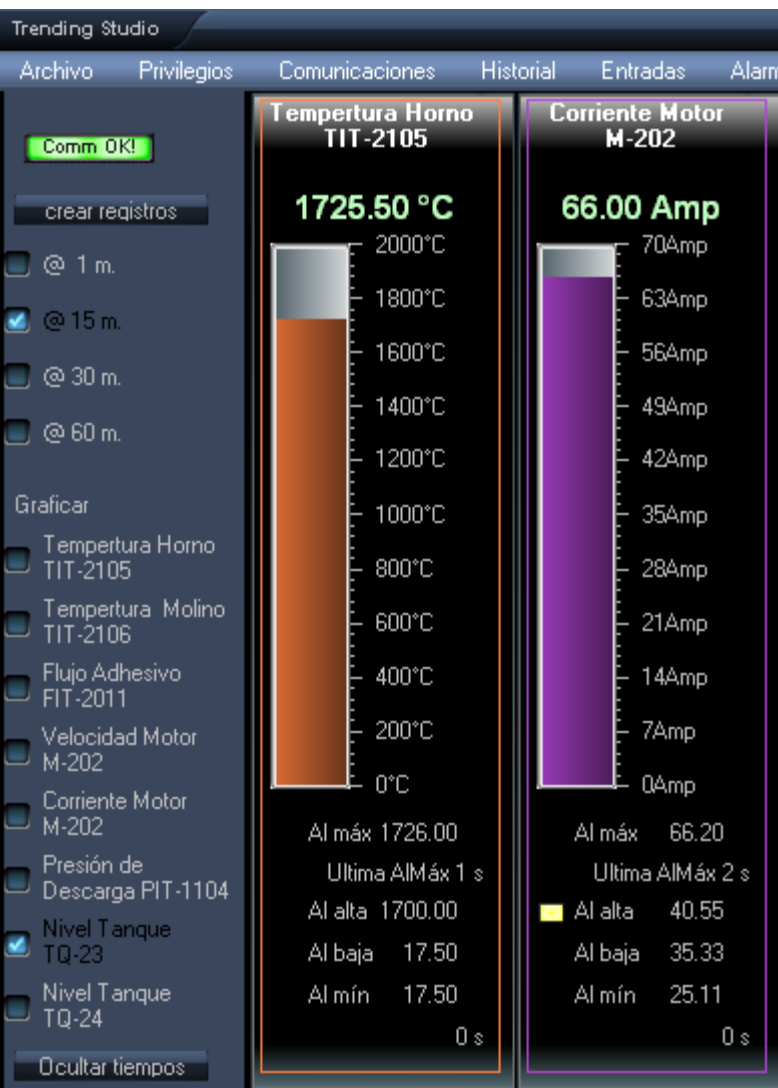 Trending Studio
Archivo Privilegios Comunicaciones Historial Entradas Alarm
Comm OK!
crear registros
@ 1 m.
@ 15 m.
@ 30 m.
@ 60 m.
Graficar
Tempertura Horno
TIT-2105
Tempertura Molino
TIT-2106
Flujo Adhesivo
FIT-2011
Velocidad Motor
M-202
Corriente Motor
M-202
Presión de
Descarga PIT-1104
Nivel Tanque
TQ-23
Nivel Tanque
TQ-24
Ocultar tiempos
Tempertura Horno
TIT-2105
1725.50 °C
2000°C
1800°C
1600°C
1400°C
1200°C
1000°C
800°C
600°C
400°C
200°C
0°C
Al máx 1726.00
Ultima AlMáx 1 s
Al alta 1700.00
Al baja 17.50
Al mín 17.50
0 s
Corriente Motor
M-202
66.00 Amp
70Amp
63Amp
56Amp
49Amp
42Amp
35Amp
28Amp
21Amp
14Amp
7Amp
0Amp
Al máx 66.20
Ultima AlMáx 2 s
Al alta 40.55
Al baja 35.33
Al mín 25.11
0 s